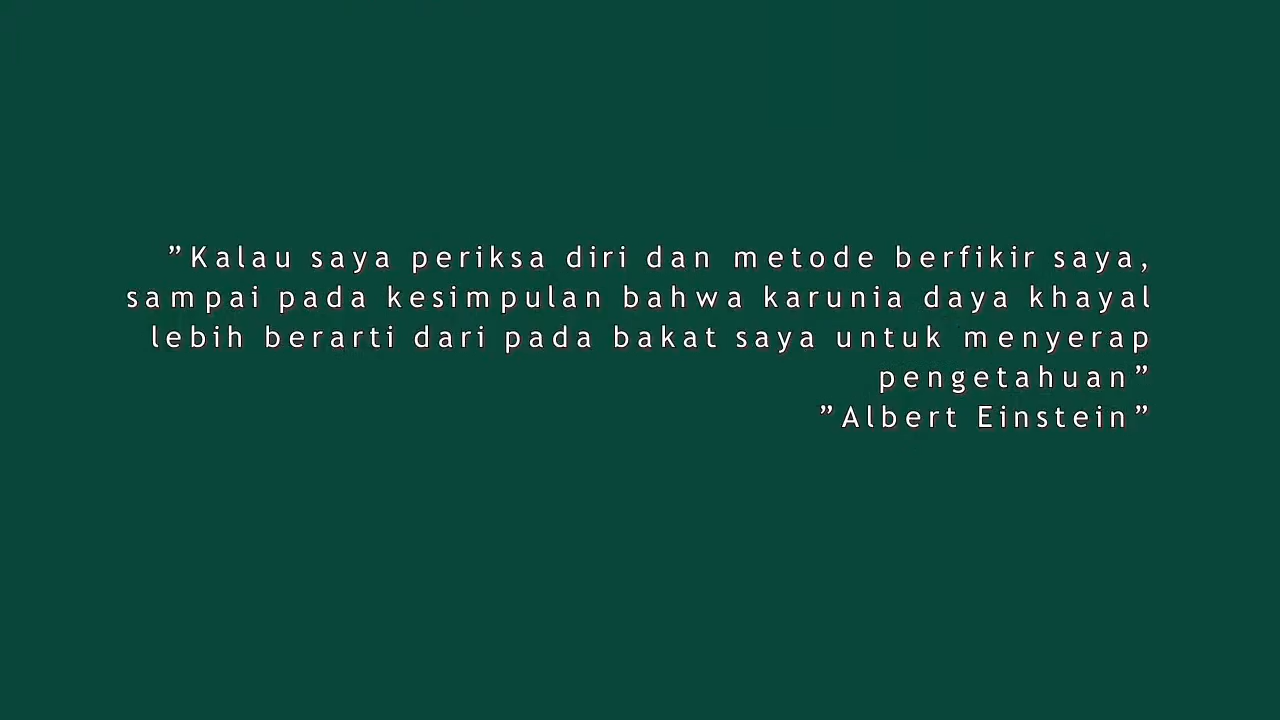 ”Kalau saya periksa diri dan metode berfikir saya,
sampai pada kesimpulan bahwa karunia daya khayal
lebih berarti dari pada bakat saya untuk menyerap
pengetahuan”
”Albert Einstein”